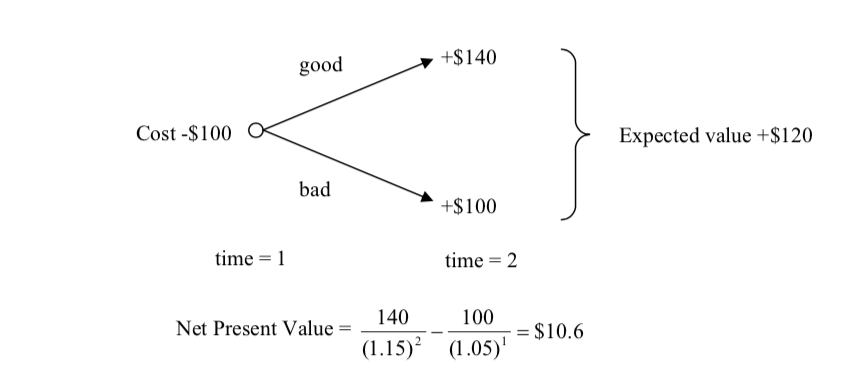 +$140
good
Cost -$100
Expected value +$120
bad
+$100
time = 1
time = 2
Net Present Value = 140/(1.15)² − 100/(1.05)¹ = $10.6